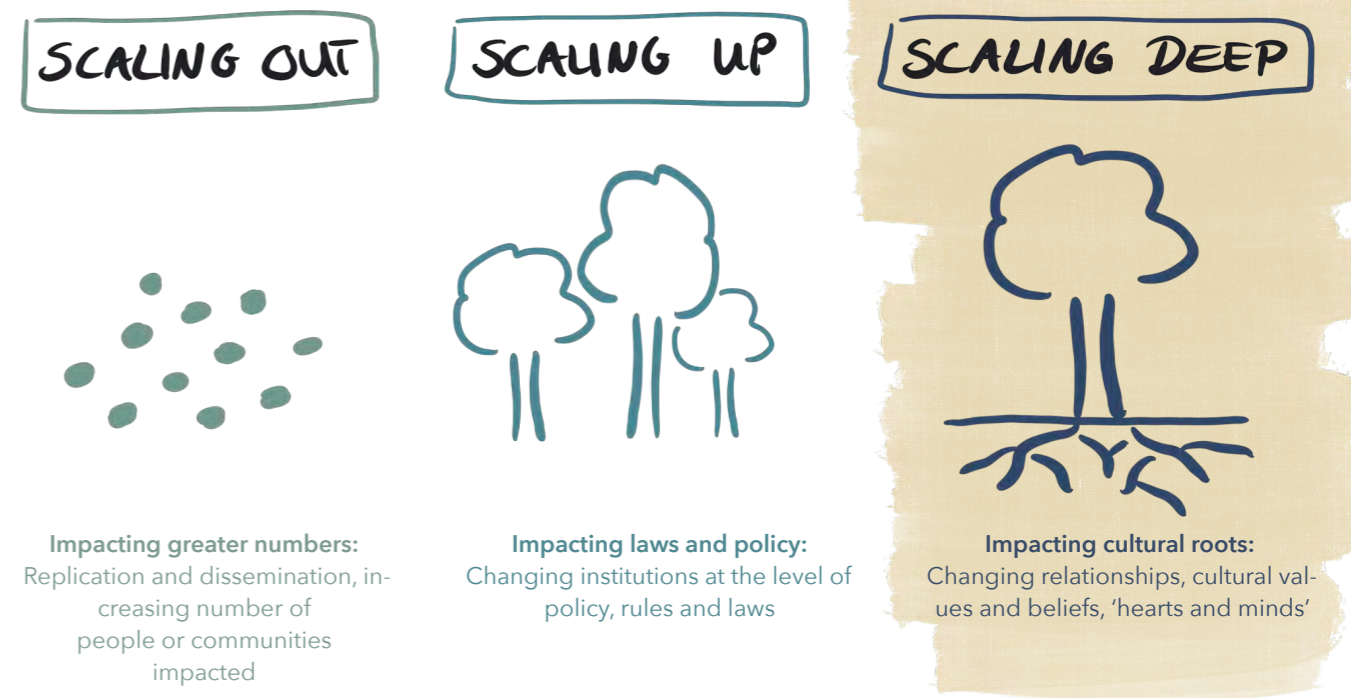 SCALING OUT
Impacting greater numbers:
Replication and dissemination, in-
creasing number of
people or communities
impacted
SCALING UP
Impacting laws and policy:
Changing institutions at the level of
policy, rules and laws
SCALING DEEP
Impacting cultural roots:
Changing relationships, cultural val-
ues and beliefs, ‘hearts and minds’